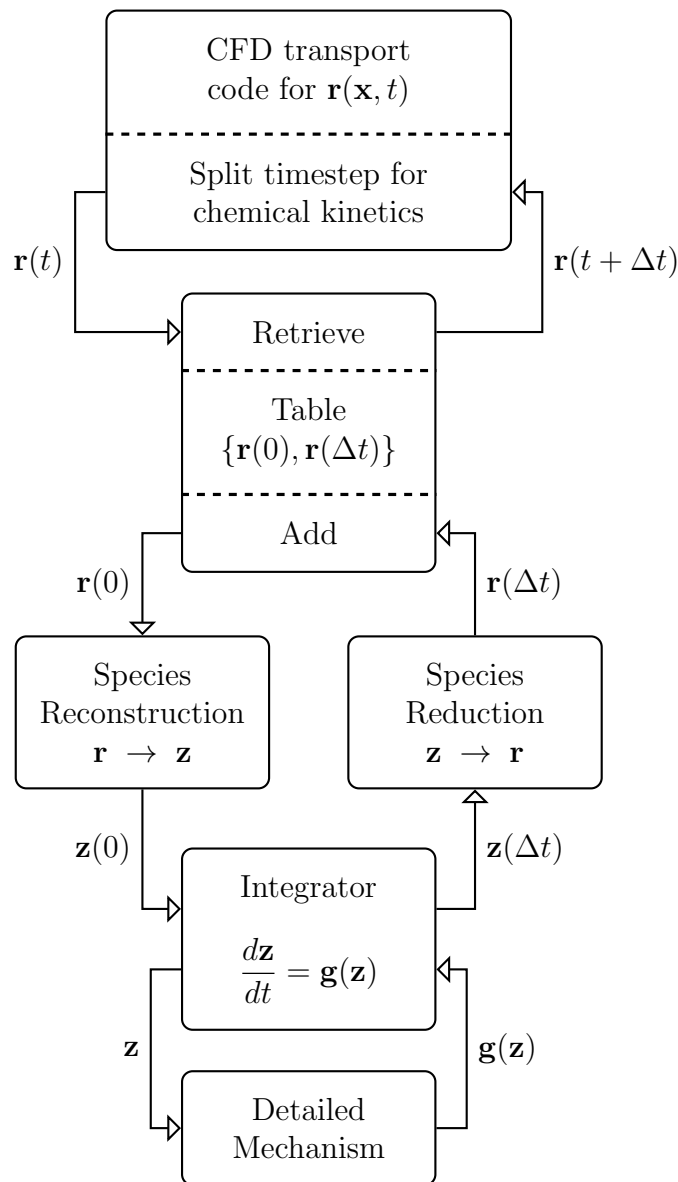 CFD transport
code for r(x, t)
Split timestep for
chemical kinetics
r(t)
r(t + Δt)
Retrieve
Table
{r(0), r(Δt)}
Add
r(0)
r(Δt)
Species
Reconstruction
r → z
Species
Reduction
z → r
z(0)
z(Δt)
Integrator
dz/dt = g(z)
z
g(z)
Detailed
Mechanism